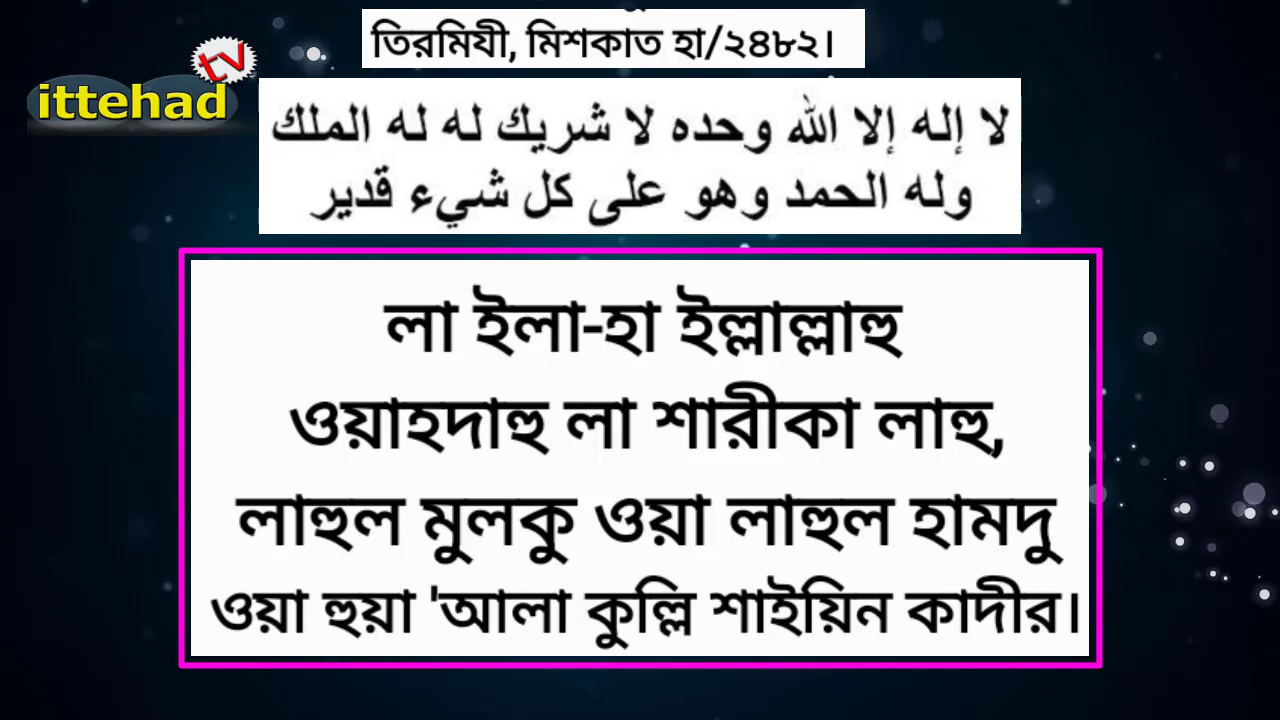 তিরমিযী, মিশকাত হা/২৪৮২।
ittehad tv
لا إله إلا الله وحده لا شريك له له الملك
وله الحمد وهو على كل شيء قدير
লা ইলা-হা ইল্লাল্লাহু
ওয়াহদাহু লা শারীকা লাহু,
লাহুল মুলকু ওয়া লাহুল হামদু
ওয়া হুয়া 'আলা কুল্লি শাইয়িন কাদীর।